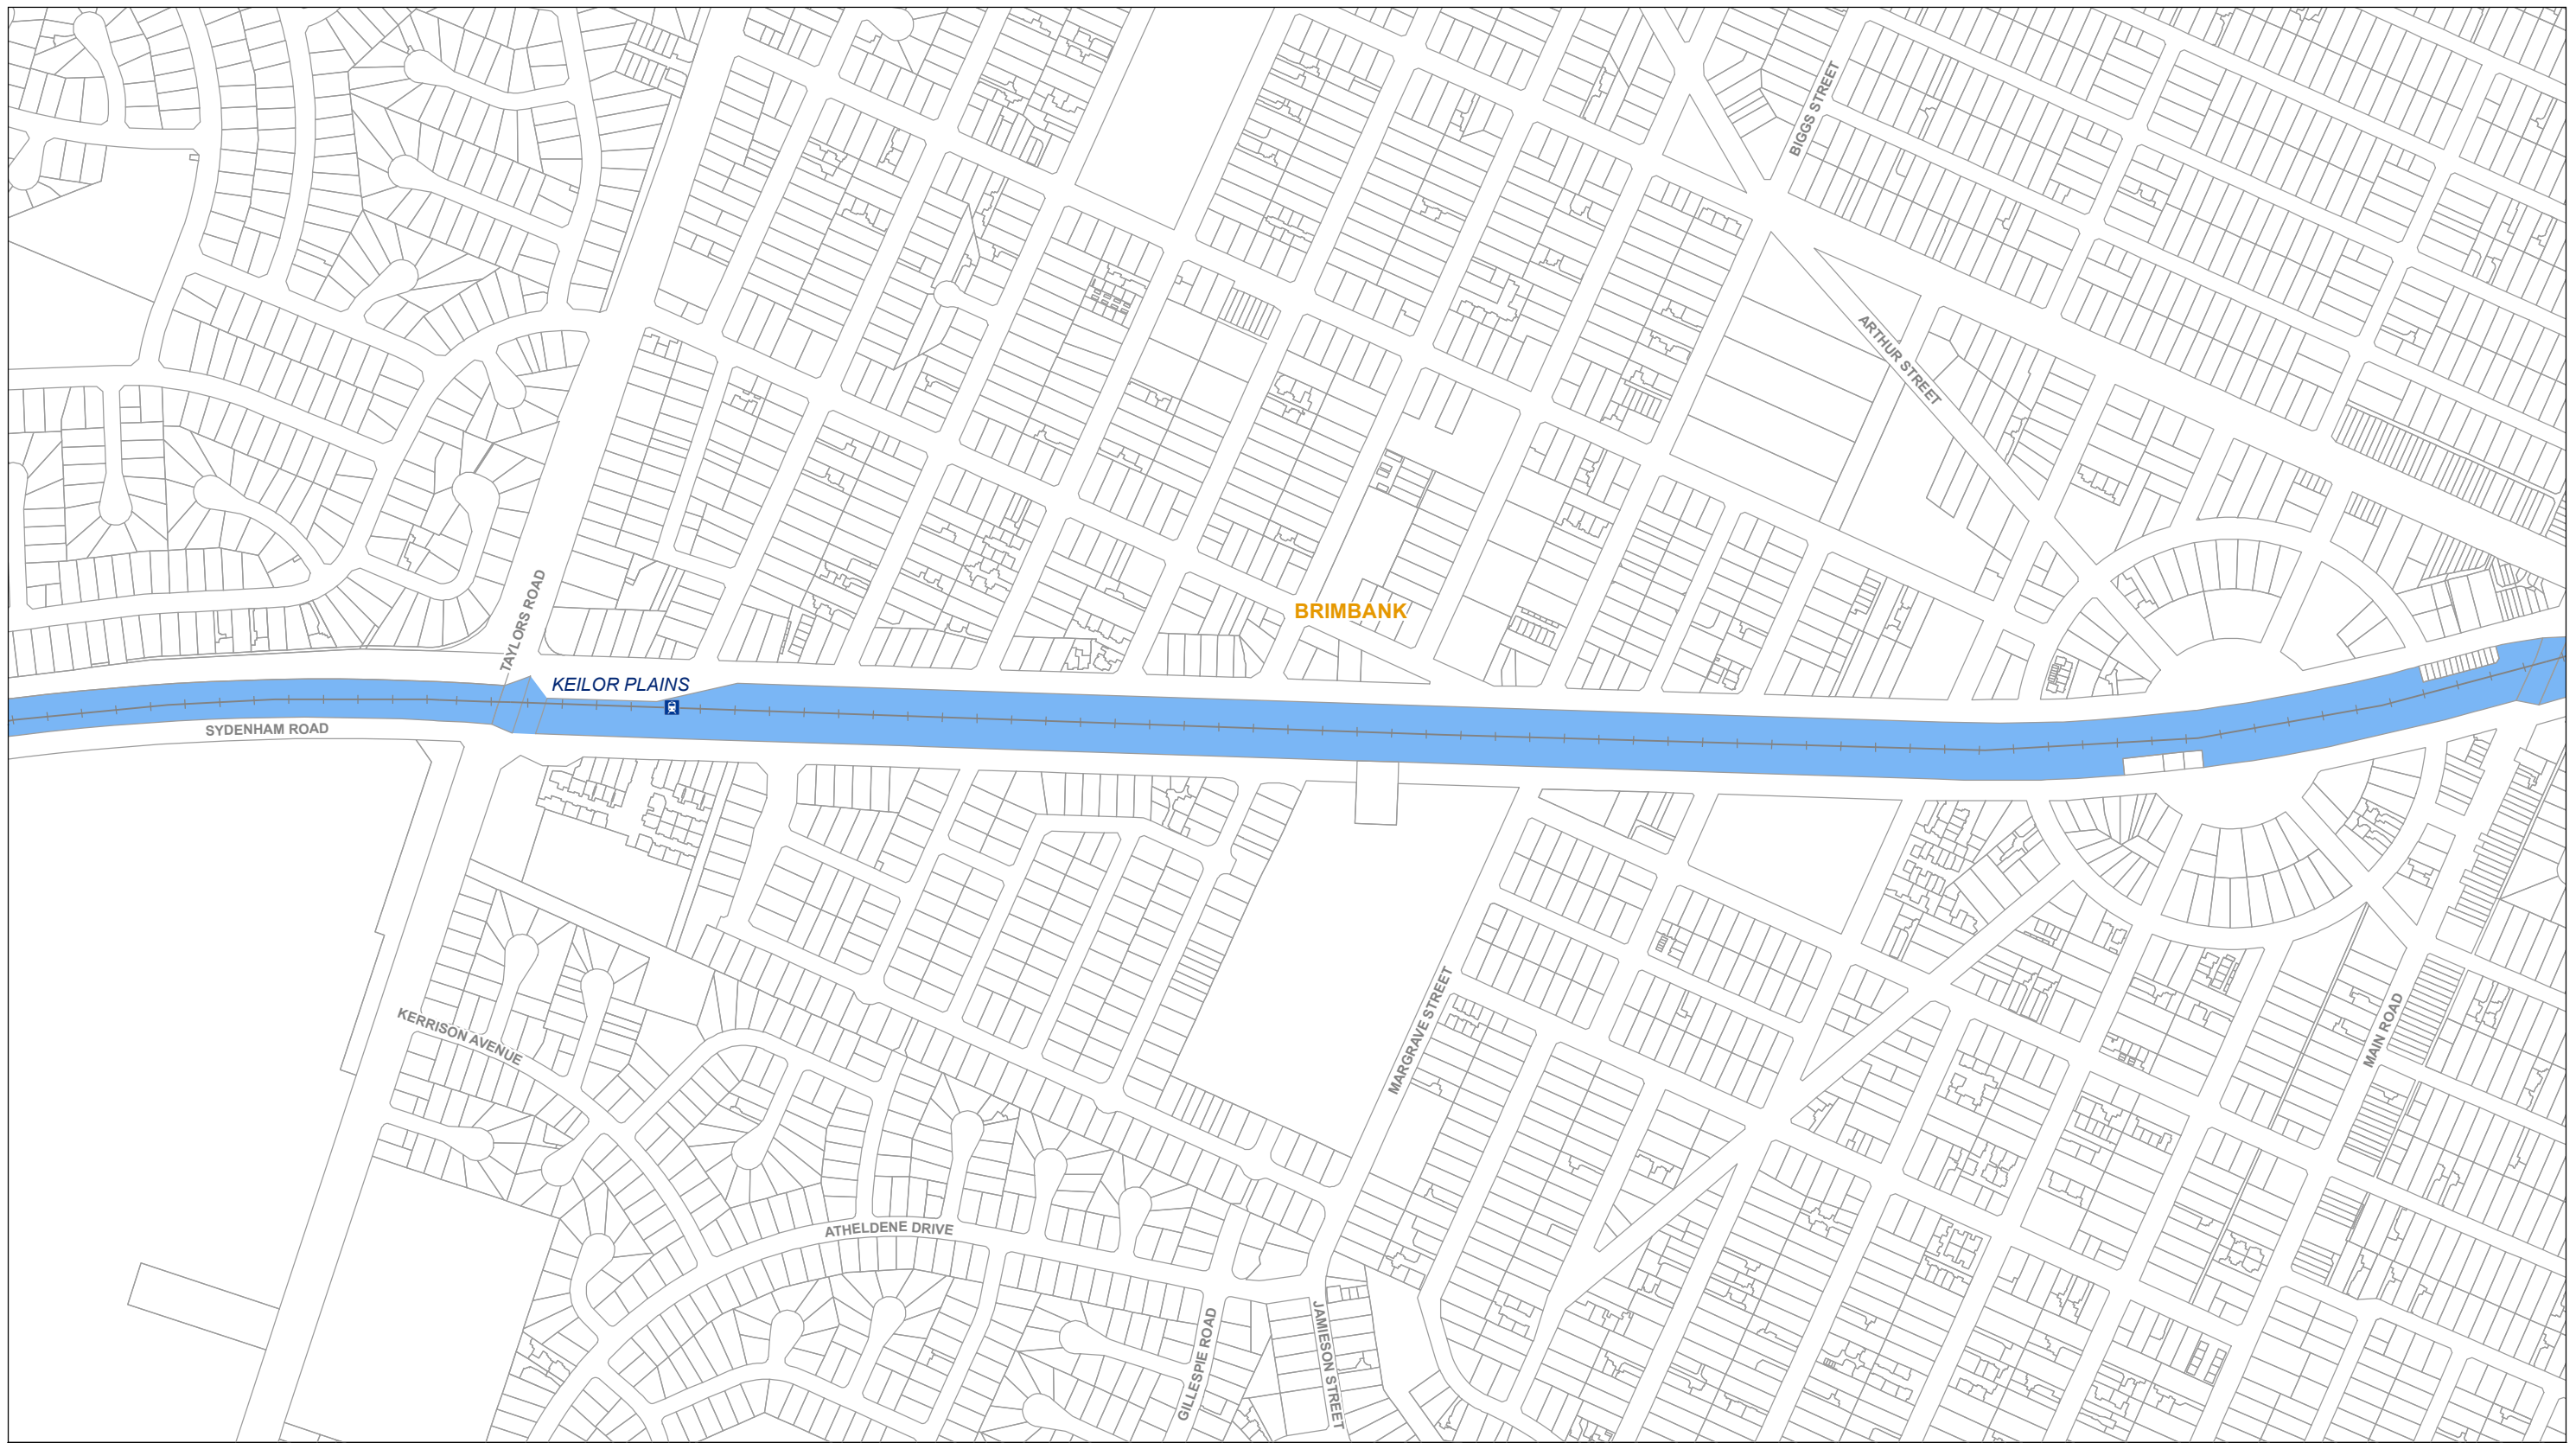 BIGGS STREET
ARTHUR STREET
TAYLORS ROAD
BRIMBANK
KEILOR PLAINS
SYDENHAM ROAD
KERRISON AVENUE
MARGRAVE STREET
MAIN ROAD
ATHELDENE DRIVE
GILLESPIE ROAD
JAMIESON STREET